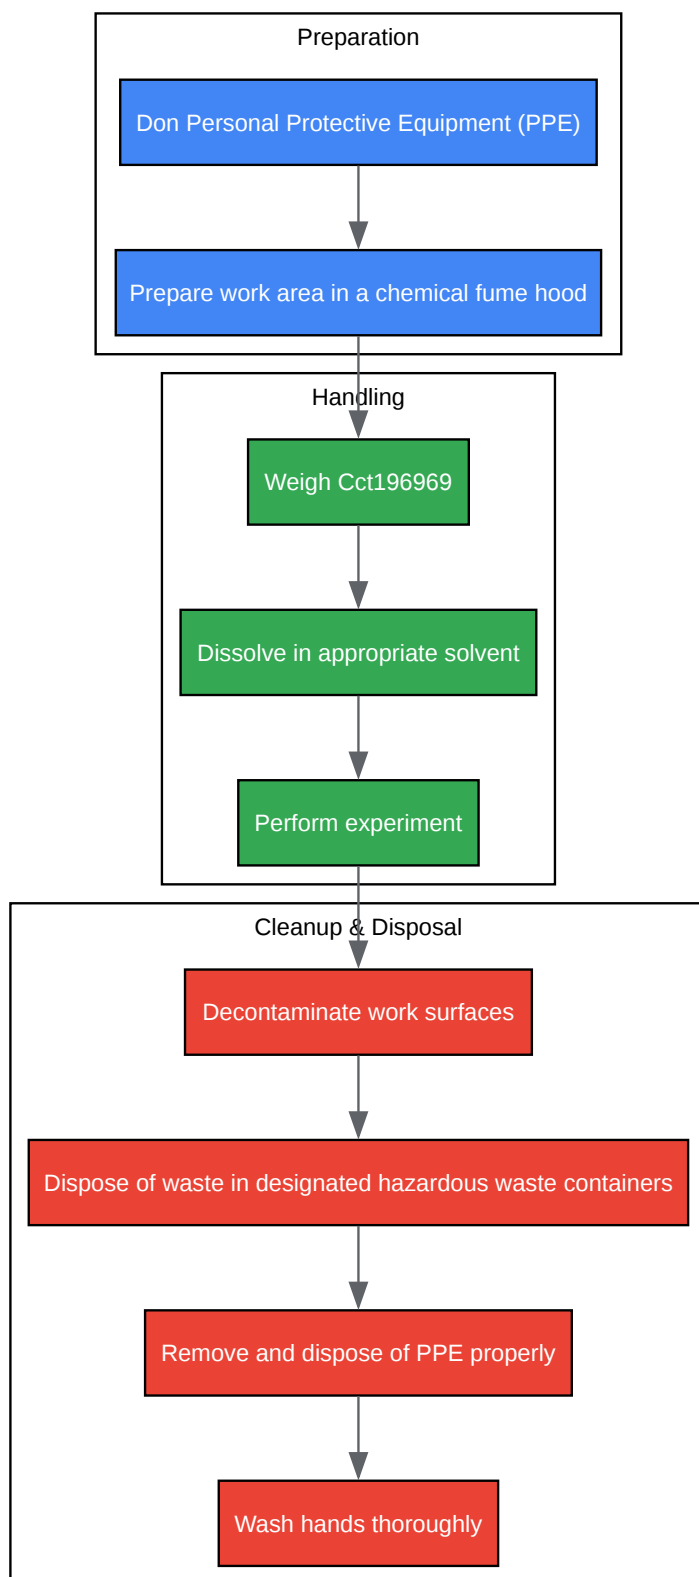 Preparation
Don Personal Protective Equipment (PPE)
Prepare work area in a chemical fume hood
Handling
Weigh Cct196969
Dissolve in appropriate solvent
Perform experiment
Cleanup & Disposal
Decontaminate work surfaces
Dispose of waste in designated hazardous waste containers
Remove and dispose of PPE properly
Wash hands thoroughly